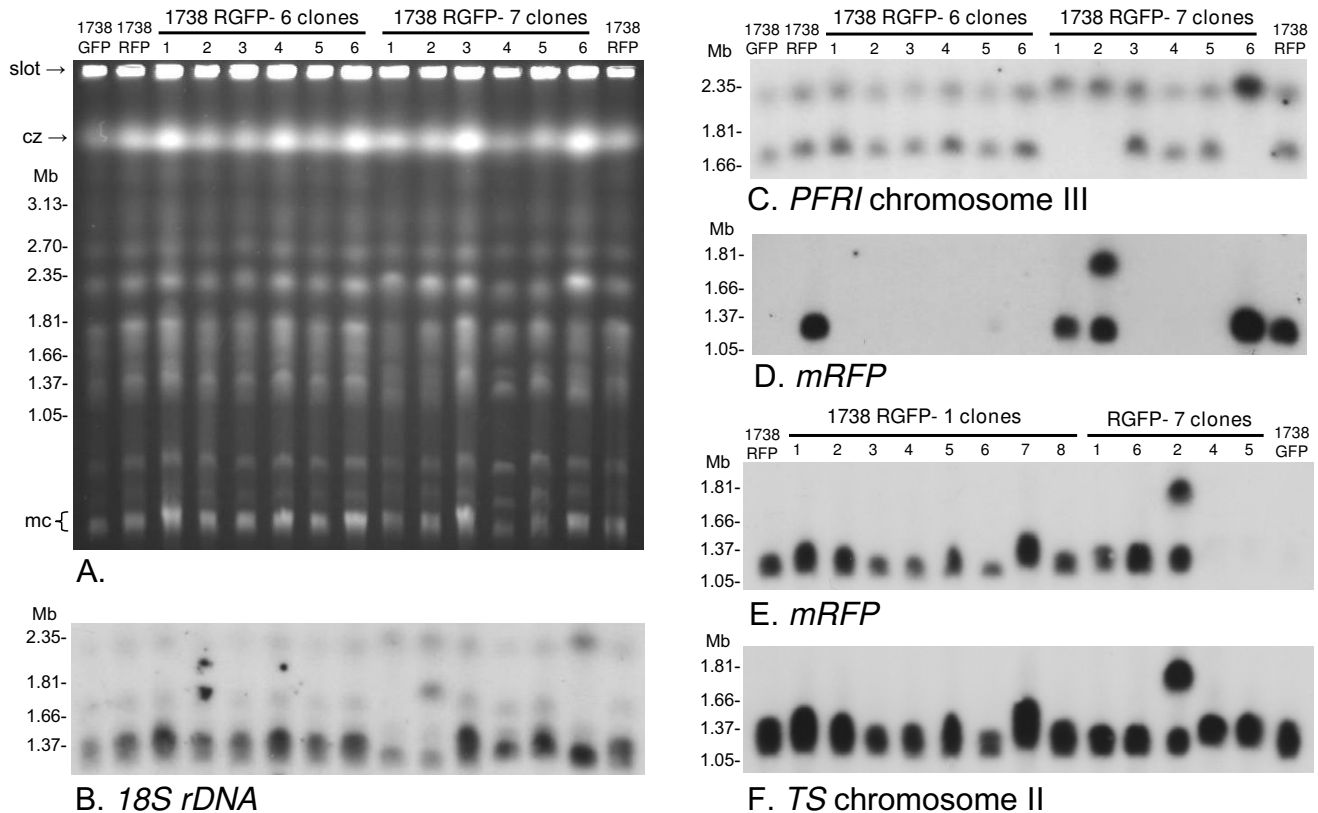 1738 RGFP- 6 clones 1738 RGFP- 7 clones
1738 GFP 1738 RFP 1 2 3 4 5 6 1 2 3 4 5 6 1738 RFP
slot →
cz →
Mb
3.13-
2.70-
2.35-
1.81-
1.66-
1.37-
1.05-
mc {
A.
Mb
2.35-
1.81-
1.66-
1.37-
B. 18S rDNA
1738 RGFP- 6 clones 1738 RGFP- 7 clones
1738 GFP 1738 RFP 1 2 3 4 5 6 1 2 3 4 5 6 1738 RFP
Mb
2.35-
1.81-
1.66-
C. PFRI chromosome III
Mb
1.81-
1.66-
1.37-
1.05-
D. mRFP
1738 RGFP- 1 clones RGFP- 7 clones
1738 RFP 1 2 3 4 5 6 7 8 1 6 2 4 5 1738 GFP
Mb
1.81-
1.66-
1.37-
1.05-
E. mRFP
Mb
1.81-
1.66-
1.37-
1.05-
F. TS chromosome II